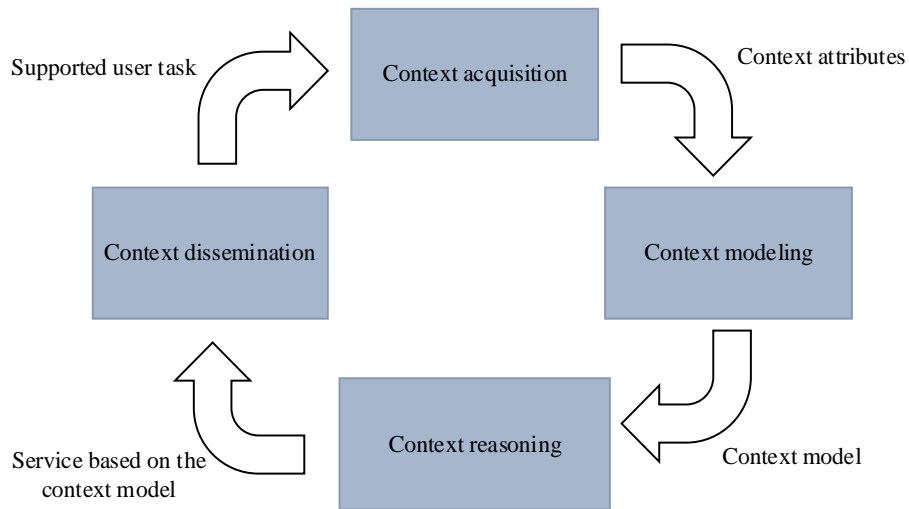 Supported user task
Context acquisition
Context attributes
Context dissemination
Context modeling
Service based on the
context model
Context reasoning
Context model